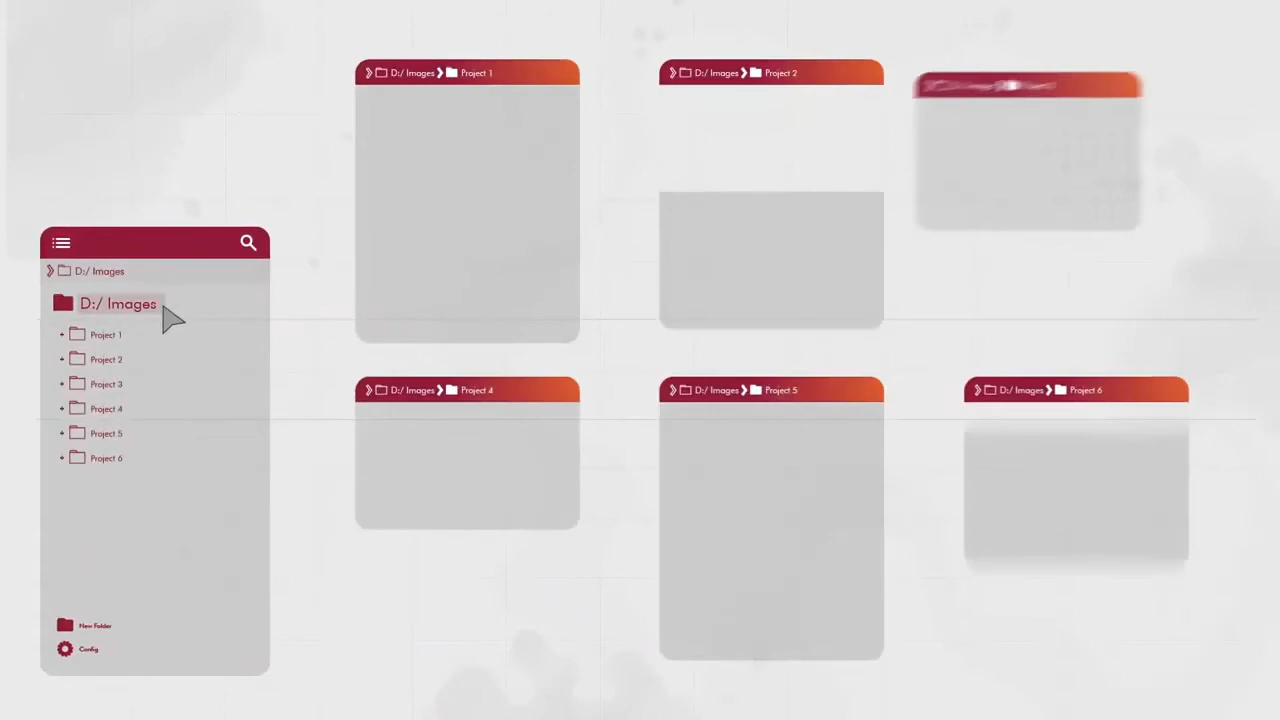 D:/ Images
D:/ Images
Project 1
Project 2
Project 3
Project 4
Project 5
Project 6
New Folder
Config
D:/ Images Project 1
D:/ Images Project 2
D:/ Images Project 4
D:/ Images Project 5
D:/ Images Project 6